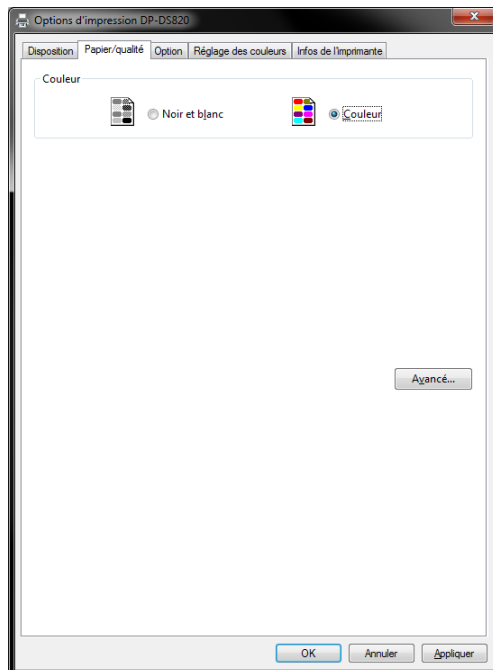 Options d'impression DP-DS820
Disposition Papier/qualité Option Réglage des couleurs Infos de l'imprimante
Couleur
Noir et blanc Couleur
Avancé...
OK Annuler Appliquer